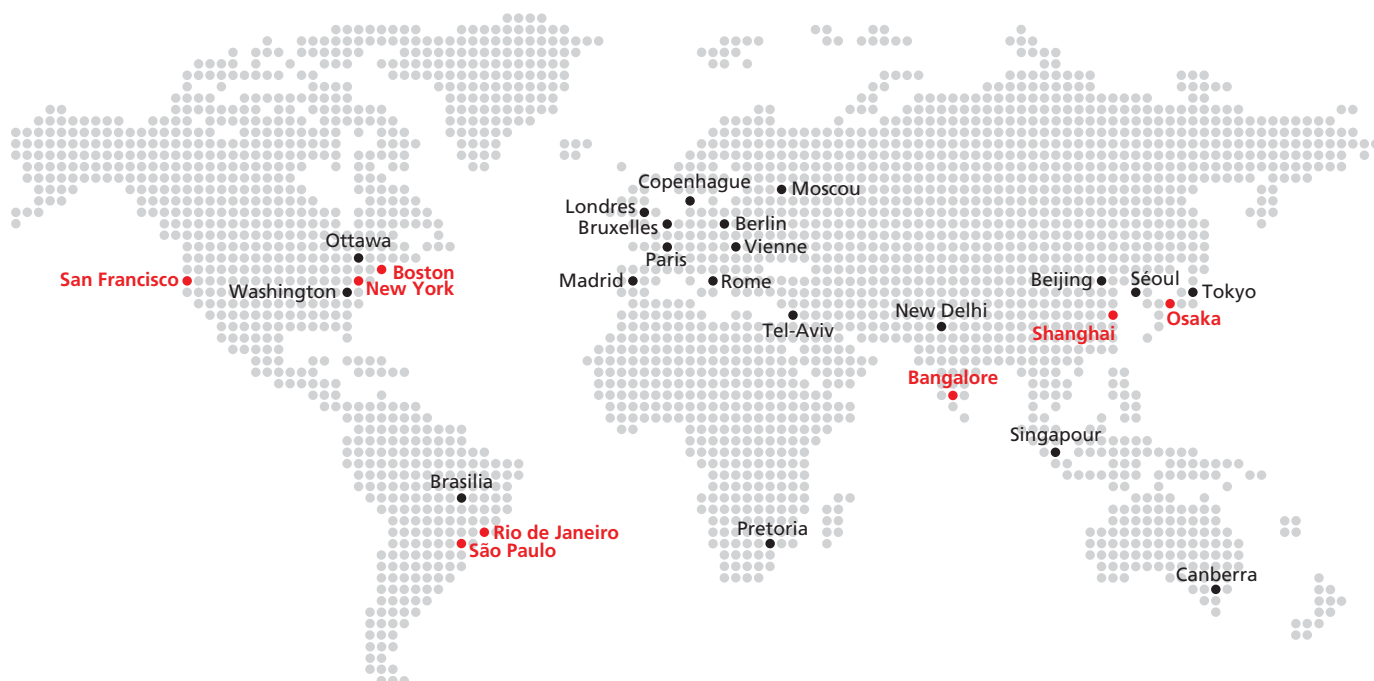 Copenhague
Moscou
Londres
Bruxelles
Berlin
Ottawa
Vienne
Paris
San Francisco
Boston
New York
Washington
Madrid
Rome
Beijing
Séoul
Tokyo
New Delhi
Tel-Aviv
Shanghai
Osaka
Bangalore
Singapour
Brasilia
Rio de Janeiro
São Paulo
Pretoria
Canberra